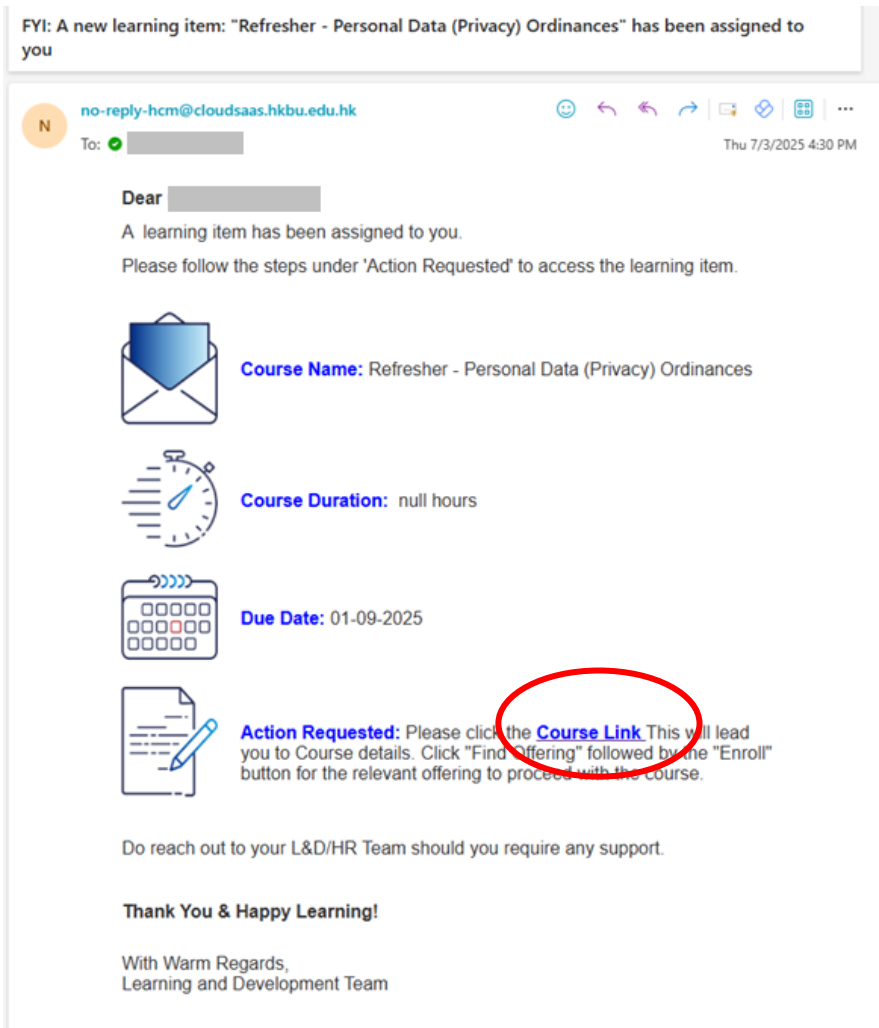 FYI: A new learning item: "Refresher - Personal Data (Privacy) Ordinances" has been assigned to
you
no-reply-hcm@cloudsaas.hkbu.edu.hk
N
To:
Thu 7/3/2025 4:30 PM
Dear
A learning item has been assigned to you.
Please follow the steps under 'Action Requested' to access the learning item.
Course Name: Refresher - Personal Data (Privacy) Ordinances
Course Duration: null hours
Due Date: 01-09-2025
Action Requested: Please click the Course Link This will lead
you to Course details. Click "Find Offering" followed by the "Enroll"
button for the relevant offering to proceed with the course.
Do reach out to your L&D/HR Team should you require any support.
Thank You & Happy Learning!
With Warm Regards,
Learning and Development Team